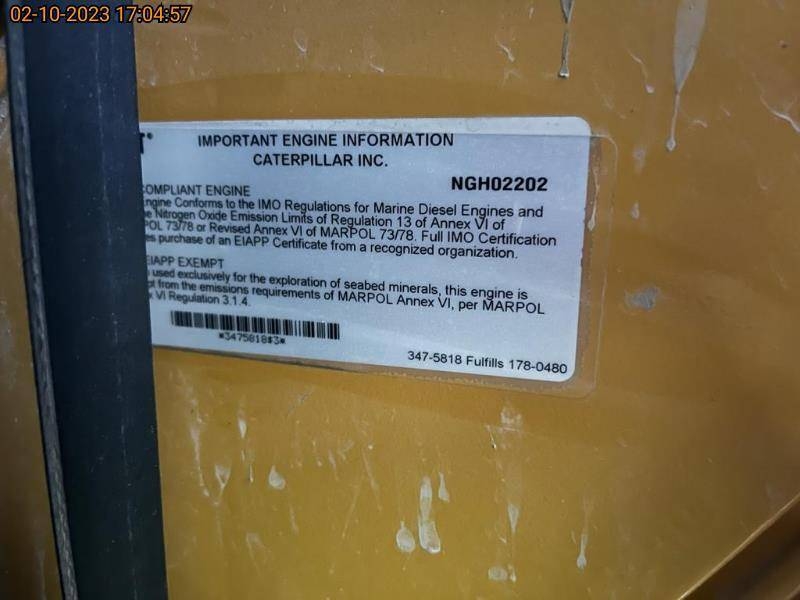 02-10-2023 17:04:57
IMPORTANT ENGINE INFORMATION
CATERPILLAR INC.
NGH02202
COMPLIANT ENGINE
Engine Conforms to the IMO Regulations for Marine Diesel Engines and
Nitrogen Oxide Emission Limits of Regulation 13 of Annex VI of
POL 73/78 or Revised Annex VI of MARPOL 73/78. Full IMO Certification
es purchase of an EIAPP Certificate from a recognized organization.
EIAPP EXEMPT
used exclusively for the exploration of seabed minerals, this engine is
pt from the emissions requirements of MARPOL Annex VI, per MARPOL
x VI Regulation 3.1.4.
*3475818#3*
347-5818 Fulfills 178-0480